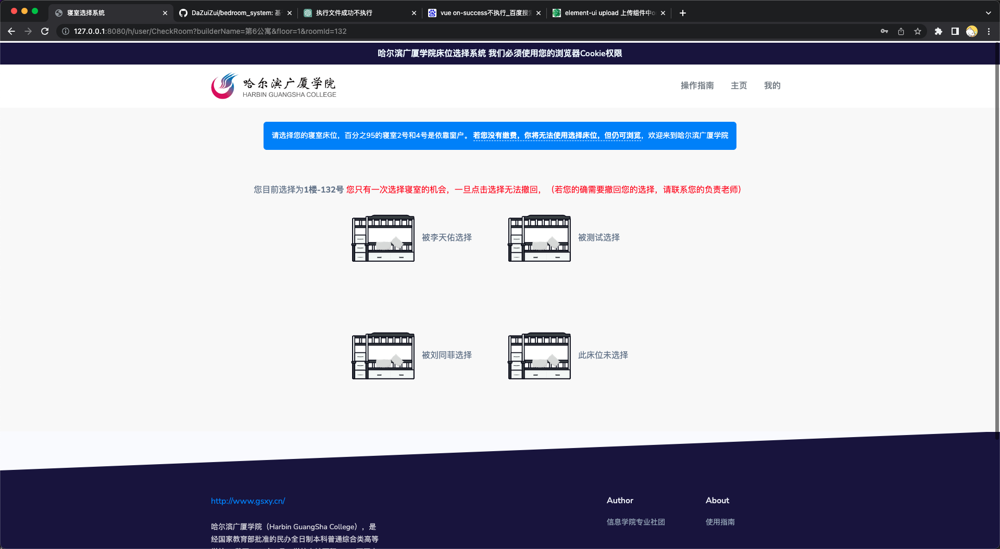 寝室选择系统
DaZuiZui/bedroom_system: 基
执行文件成功不执行
vue on-success不执行_百度搜
element-ui upload 上传组件中o
127.0.0.1:8080/h/user/CheckRoom?builderName=第6公寓&floor=1&roomId=132
哈尔滨广厦学院床位选择系统 我们必须使用您的浏览器Cookie权限
哈尔滨广厦学院
HARBIN GUANGSHA COLLEGE
操作指南 主页 我的
请选择您的寝室床位，百分之95的寝室2号和4号是依靠窗户。 若您没有缴费，你将无法使用选择床位，但仍可浏览，欢迎来到哈尔滨广厦学院
您目前选择为1楼-132号 您只有一次选择寝室的机会，一旦点击选择无法撤回，（若您的确需要撤回您的选择，请联系您的负责老师）
被李天佑选择 被测试选择
被刘同菲选择 此床位未选择
http://www.gsxy.cn/
Author
About
信息学院专业社团
使用指南
哈尔滨广厦学院（Harbin GuangSha College），是
经国家教育部批准的民办全日制本科普通综合类高等